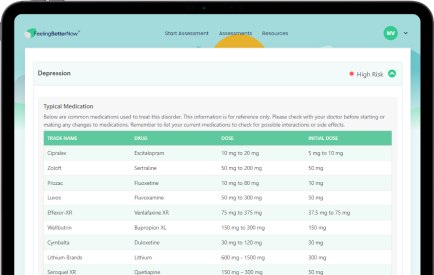 FeelingBetterNow
Start Assessment Assessments Resources MV
Depression High Risk
Typical Medication
Below are common medications used to treat this disorder. This information is for reference only. Please check with your doctor before starting or
making any changes to medications. Remember to list your current medications to check for possible interactions or side effects.
TRADE NAME DRUG DOSE INITIAL DOSE
Ciprales Escitalopram 10 mg to 20 mg 5 mg to 10 mg
Zoloft Sertraline 50 mg to 200 mg 50 mg
Prozac Fluoxetine 10 mg to 80 mg 10 mg
Luvox Fluvoxamine 50 mg to 300 mg 50 mg
Effexor-XR Venlafaxine XR 75 mg to 375 mg 37.5 mg to 75 mg
Wellbutrin Bupropion XL 150 mg to 300 mg 150 mg
Cymbalta Duloxetine 30 mg to 120 mg 30 mg
Lithium Brands Lithium 600 mg - 1500 mg 300 mg
Seroquel XR Quetiapine 150 mg – 300 mg 50 mg